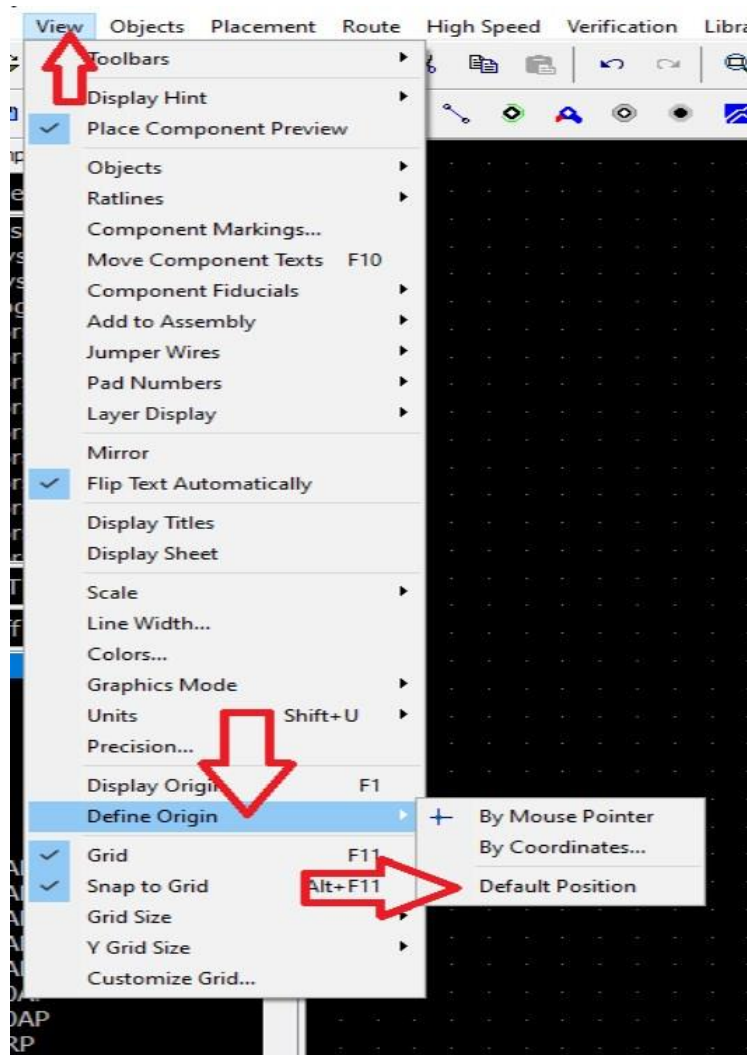 View Objects Placement Route High Speed Verification Libra
Toolbars
Display Hint
Place Component Preview
Objects
Ratlines
Component Markings...
Move Component Texts F10
Component Fiducials
Add to Assembly
Jumper Wires
Pad Numbers
Layer Display
Mirror
Flip Text Automatically
Display Titles
Display Sheet
Scale
Line Width...
Colors...
Graphics Mode
Units Shift+U
Precision...
Display Origin F1
Define Origin
By Mouse Pointer
By Coordinates...
Default Position
Grid F11
Snap to Grid Alt+F11
Grid Size
Y Grid Size
Customize Grid...